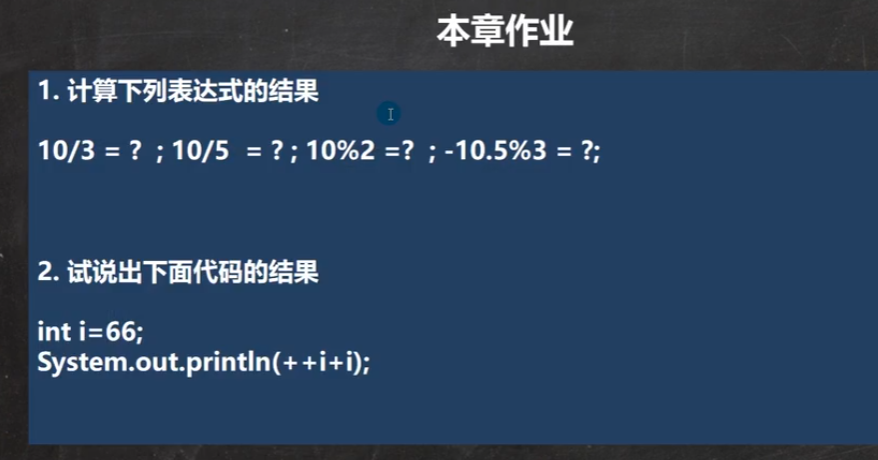 本章作业
1. 计算下列表达式的结果
10/3 = ? ; 10/5 = ? ; 10%2 =? ; -10.5%3 = ?;
2. 试说出下面代码的结果
int i=66;
System.out.println(++i+i);